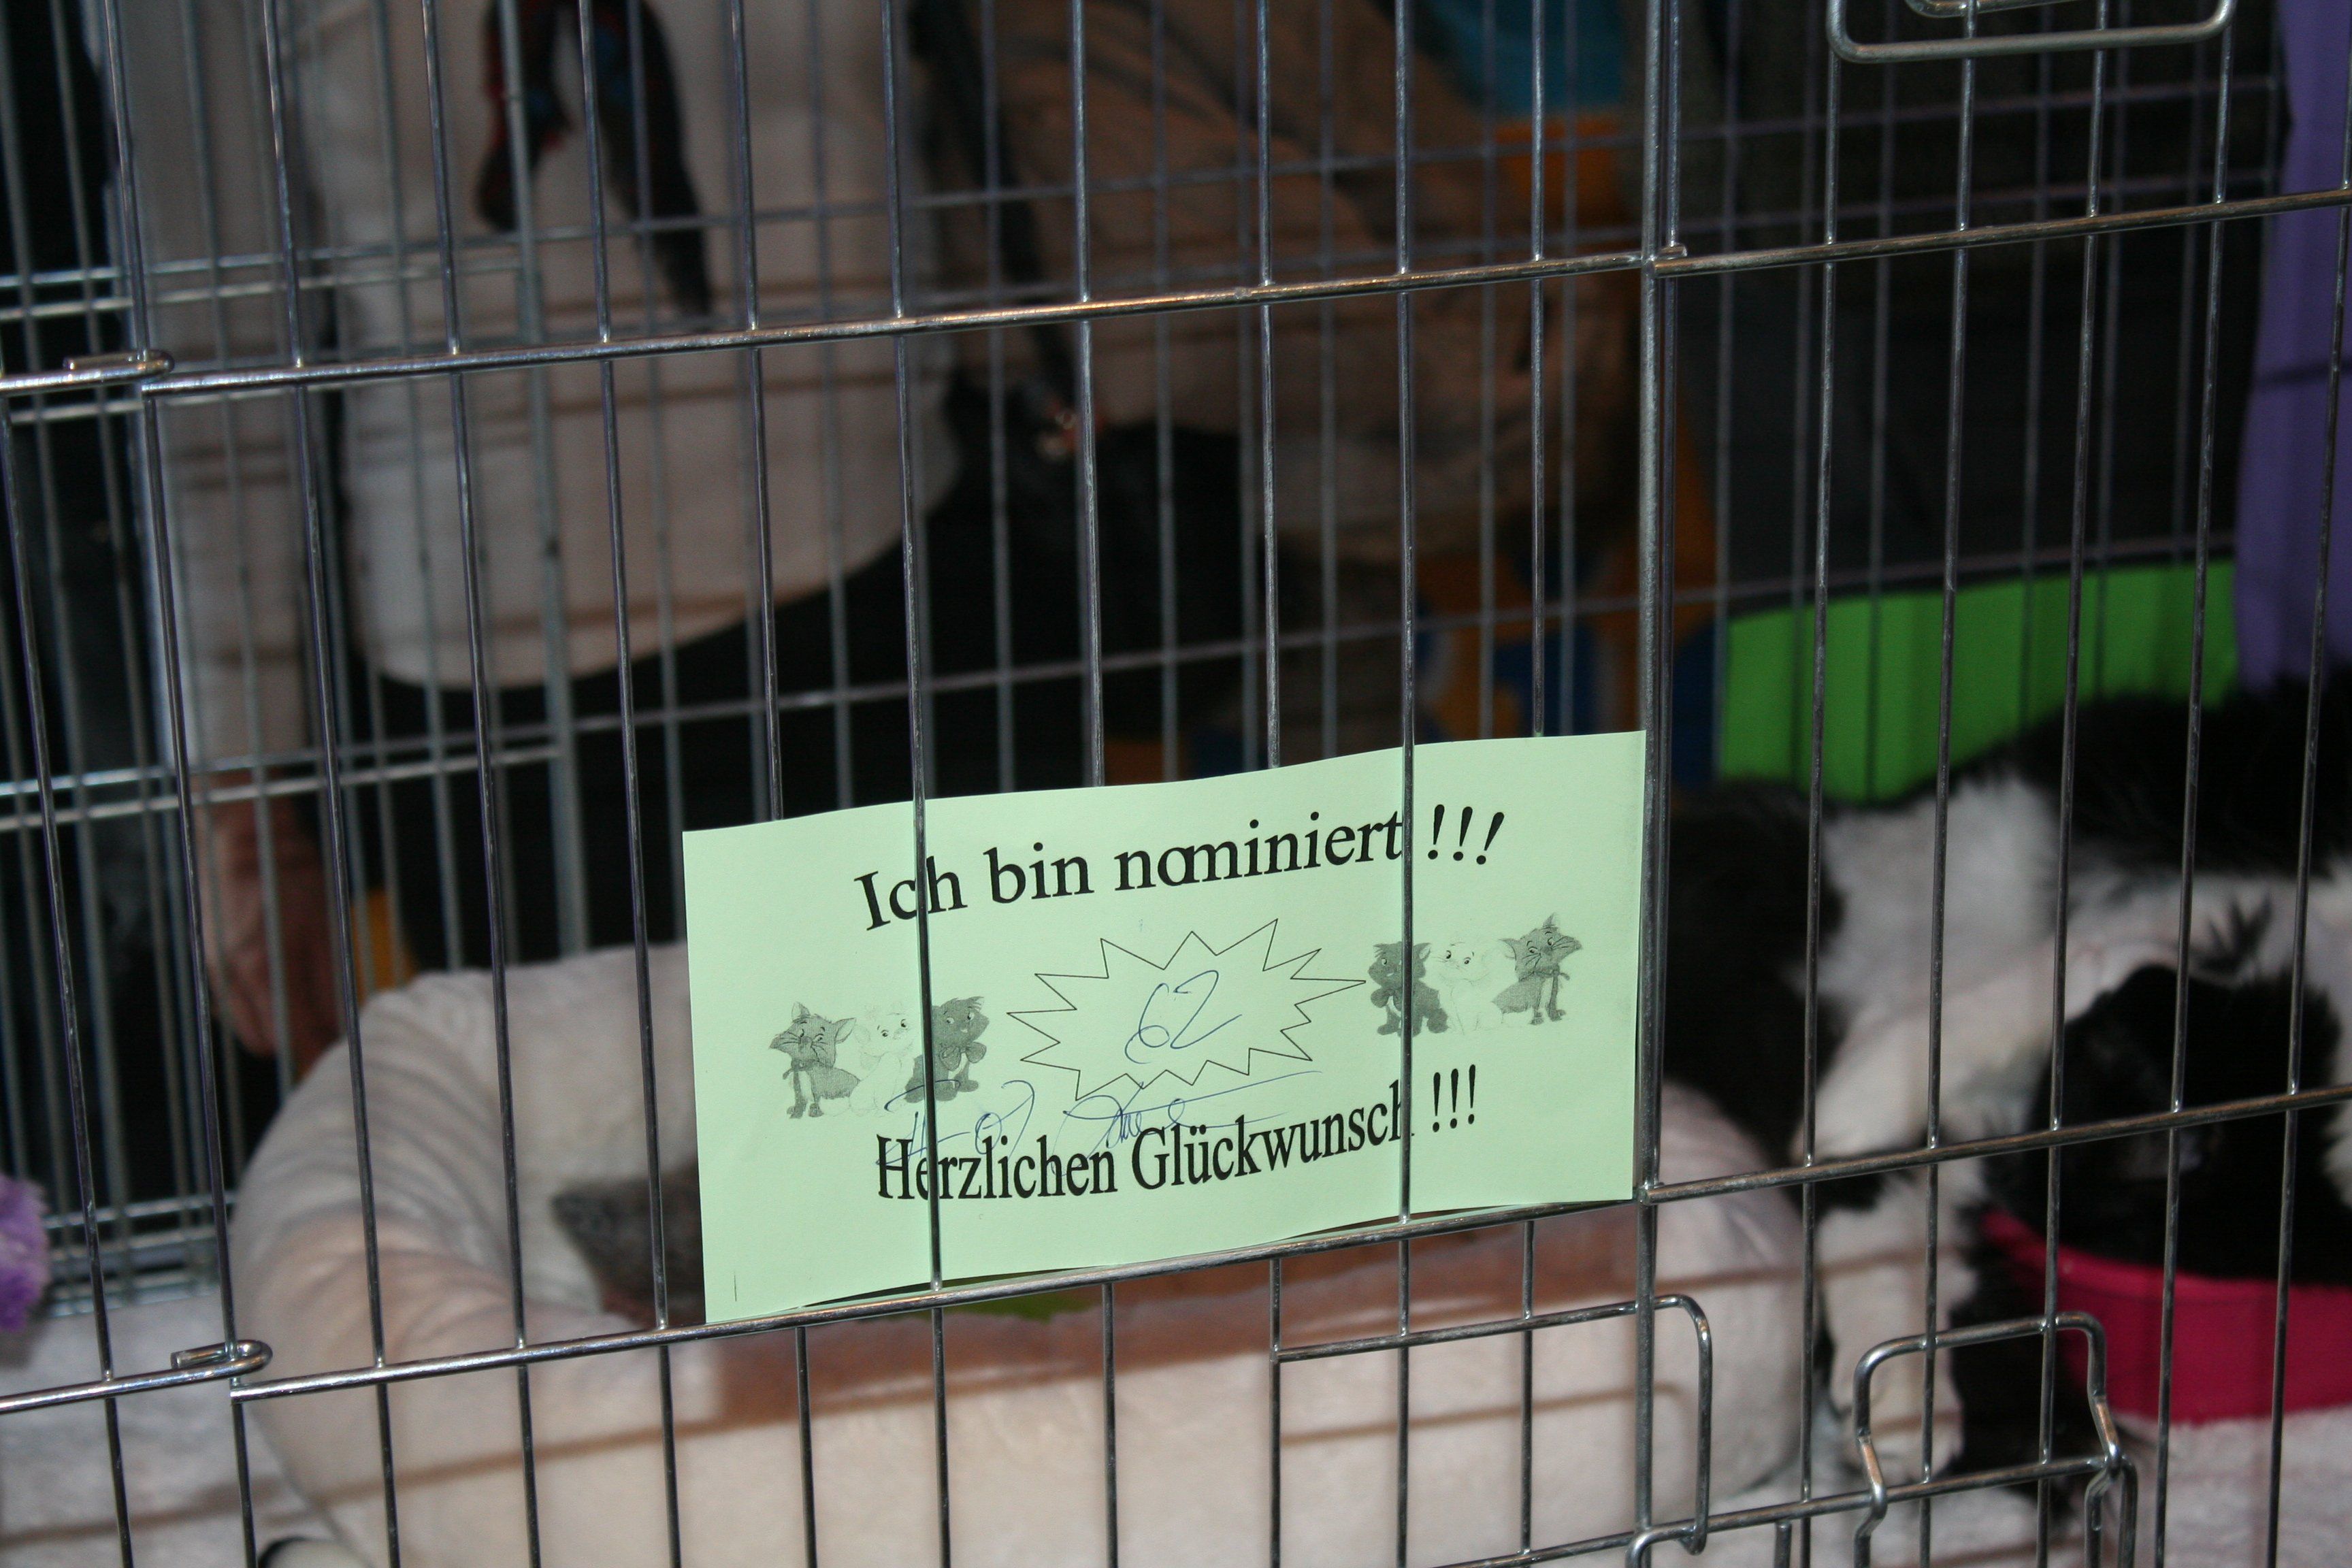 Ich bin nominiert !!!
62
Herzlichen Glückwunsch !!!